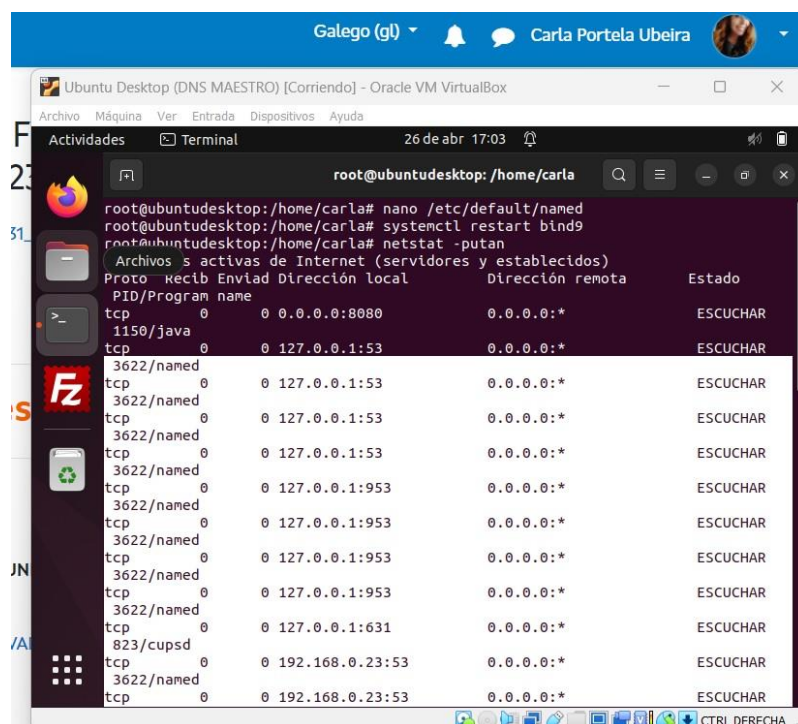 Galego (gl)
Carla Portela Ubeira
Ubuntu Desktop (DNS MAESTRO) [Corriendo] - Oracle VM VirtualBox
Archivo Máquina Ver Entrada Dispositivos Ayuda
Actividades Terminal 26 de abr 17:03
root@ubuntudesktop: /home/carla
root@ubuntudesktop:/home/carla# nano /etc/default/named
root@ubuntudesktop:/home/carla# systemctl restart bind9
root@ubuntudesktop:/home/carla# netstat -putan
Archivos s activas de Internet (servidores y establecidos)
Proto Recib Enviad Dirección local Dirección remota Estado
PID/Program name
tcp 0 0 0.0.0.0:8080 0.0.0.0:* ESCUCHAR
1150/java
tcp 0 0 127.0.0.1:53 0.0.0.0:* ESCUCHAR
3622/named
tcp 0 0 127.0.0.1:53 0.0.0.0:* ESCUCHAR
3622/named
tcp 0 0 127.0.0.1:53 0.0.0.0:* ESCUCHAR
3622/named
tcp 0 0 127.0.0.1:53 0.0.0.0:* ESCUCHAR
3622/named
tcp 0 0 127.0.0.1:953 0.0.0.0:* ESCUCHAR
3622/named
tcp 0 0 127.0.0.1:953 0.0.0.0:* ESCUCHAR
3622/named
tcp 0 0 127.0.0.1:953 0.0.0.0:* ESCUCHAR
3622/named
tcp 0 0 127.0.0.1:953 0.0.0.0:* ESCUCHAR
3622/named
tcp 0 0 127.0.0.1:631 0.0.0.0:* ESCUCHAR
823/cupsd
tcp 0 0 192.168.0.23:53 0.0.0.0:* ESCUCHAR
3622/named
tcp 0 0 192.168.0.23:53 0.0.0.0:* ESCUCHAR
CTRL DERECHA